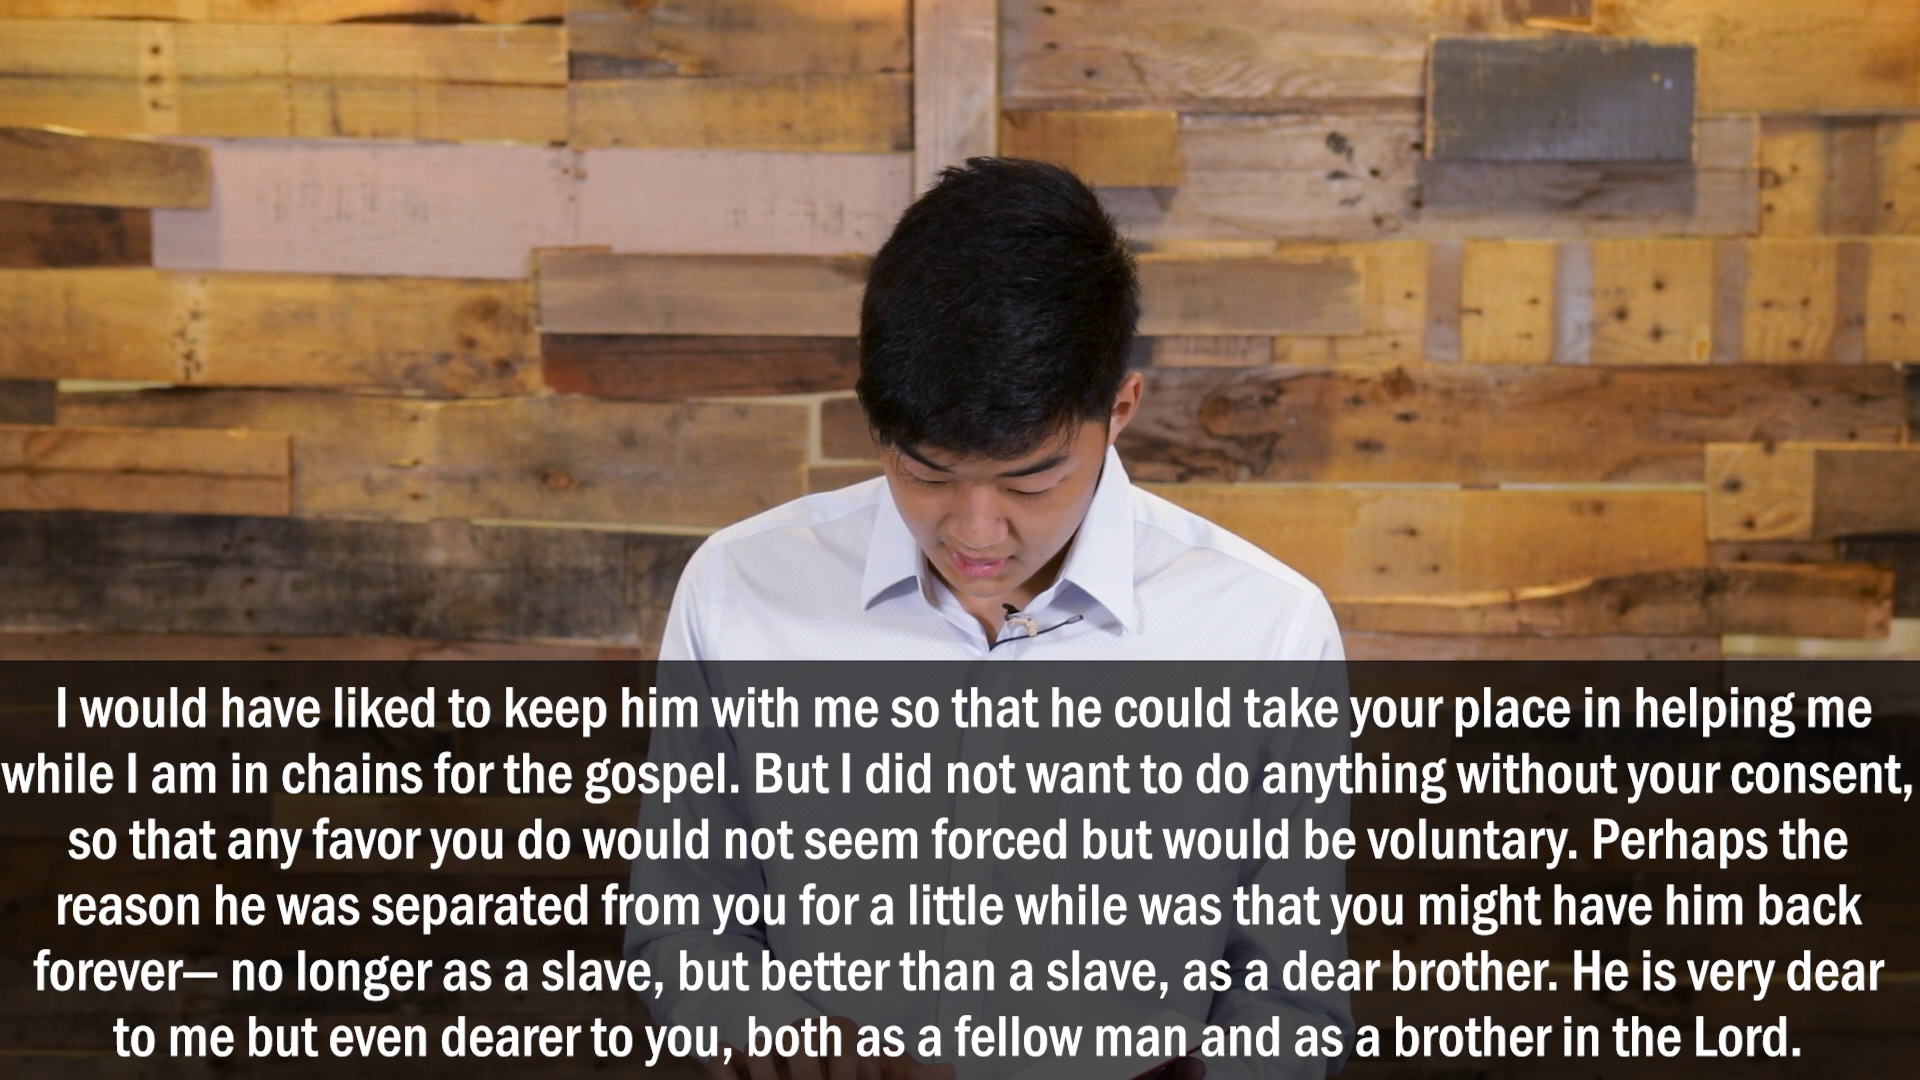 I would have liked to keep him with me so that he could take your place in helping me
while I am in chains for the gospel. But I did not want to do anything without your consent,
so that any favor you do would not seem forced but would be voluntary. Perhaps the
reason he was separated from you for a little while was that you might have him back
forever— no longer as a slave, but better than a slave, as a dear brother. He is very dear
to me but even dearer to you, both as a fellow man and as a brother in the Lord.